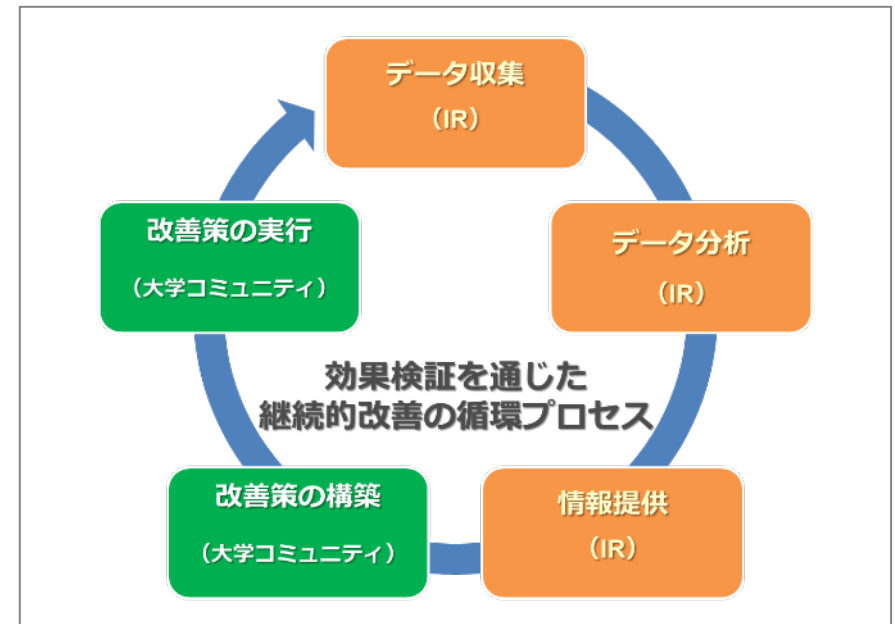 データ収集
（IR）
データ分析
（IR）
情報提供
（IR）
改善策の構築
（大学コミュニティ）
改善策の実行
（大学コミュニティ）
効果検証を通じた
継続的改善の循環プロセス